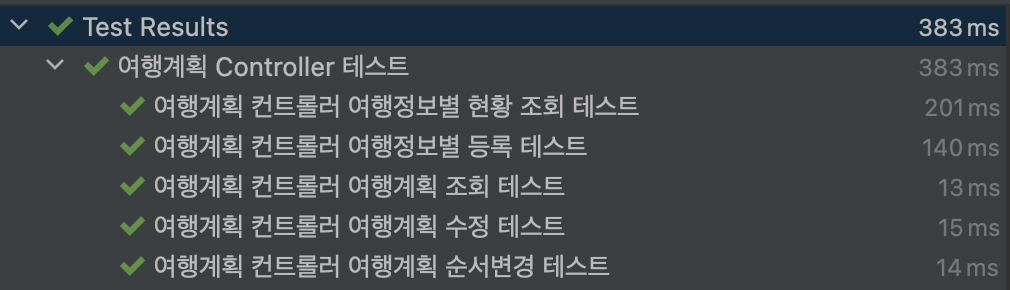 Test Results 383 ms
여행계획 Controller 테스트 383 ms
여행계획 컨트롤러 여행정보별 현황 조회 테스트 201 ms
여행계획 컨트롤러 여행정보별 등록 테스트 140 ms
여행계획 컨트롤러 여행계획 조회 테스트 13 ms
여행계획 컨트롤러 여행계획 수정 테스트 15 ms
여행계획 컨트롤러 여행계획 순서변경 테스트 14 ms